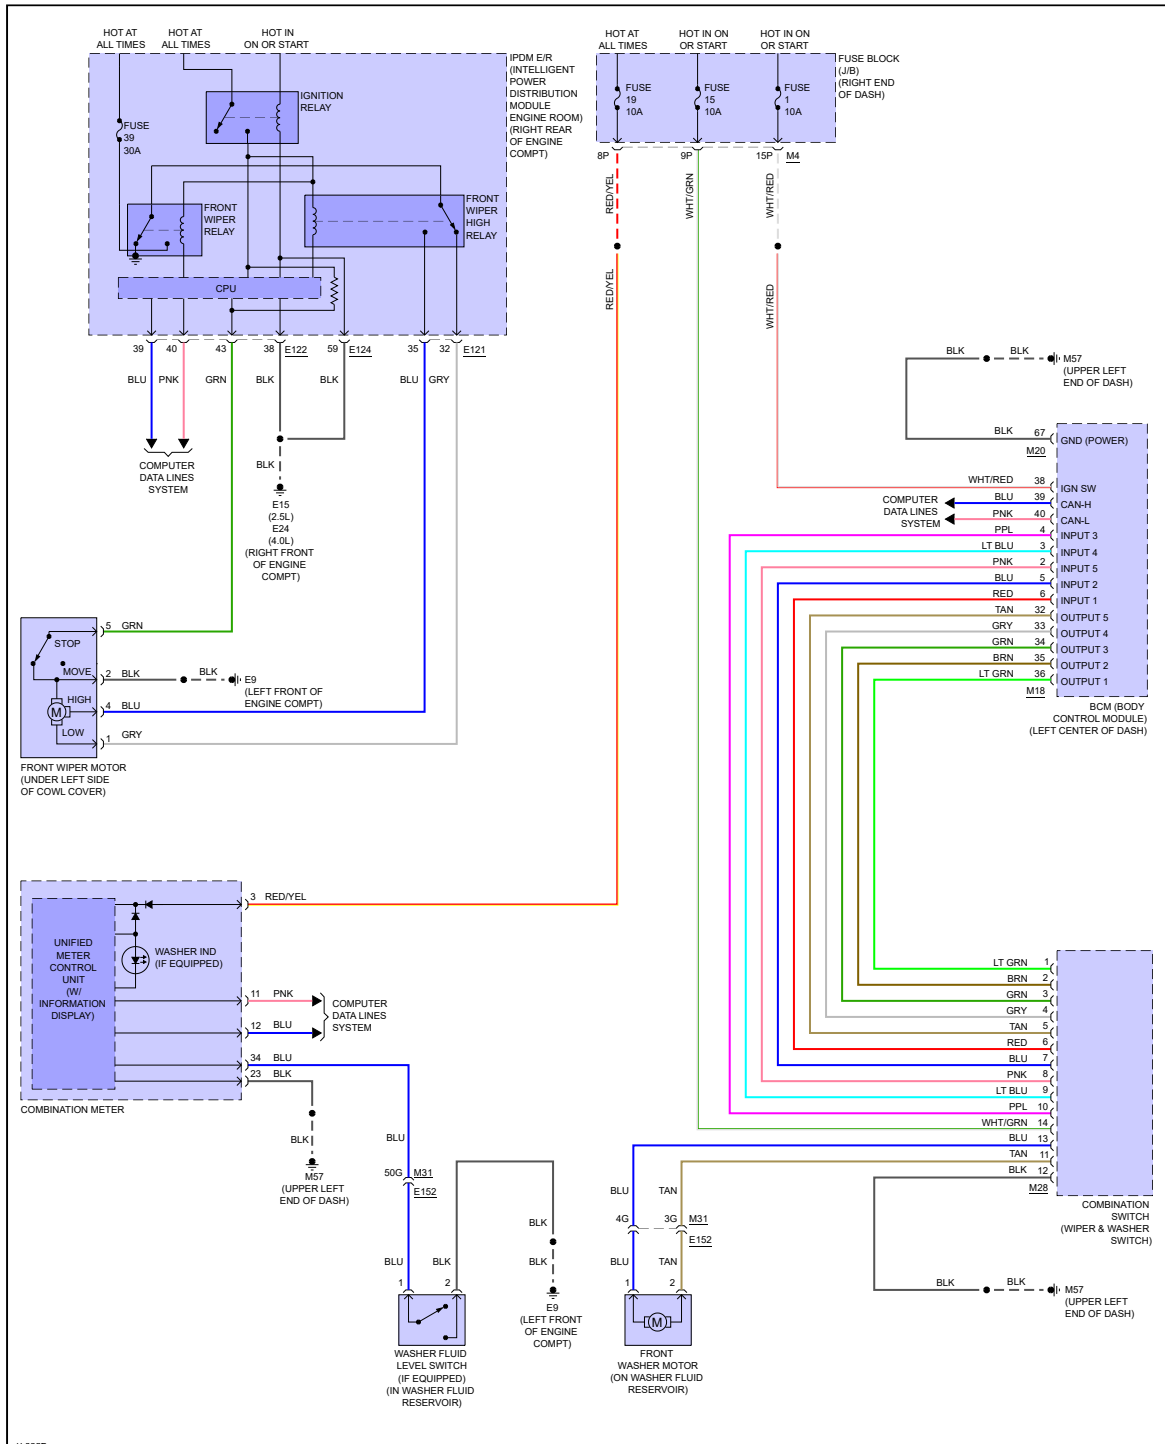 HOT AT
ALL TIMES
HOT AT
ALL TIMES
HOT IN
ON OR START
HOT AT
ALL TIMES
HOT IN ON
OR START
HOT IN ON
OR START
IPDM E/R
(INTELLIGENT
POWER
DISTRIBUTION
MODULE
ENGINE ROOM)
(RIGHT REAR
OF ENGINE
COMPT)
FUSE BLOCK
(J/B)
(RIGHT END
OF DASH)
FUSE
39
30A
IGNITION
RELAY
FUSE
19
10A
FUSE
15
10A
FUSE
1
10A
8P
9P
15P
M4
FRONT
WIPER
RELAY
FRONT
WIPER
HIGH
RELAY
CPU
RED/YEL
WHT/GRN
WHT/RED
RED/YEL
WHT/RED
39
40
43
38
E122
59
E124
35
32
E121
BLU
PNK
GRN
BLK
BLK
BLU
GRY
COMPUTER
DATA LINES
SYSTEM
BLK
E15
(2.5L)
E24
(4.0L)
(RIGHT FRONT
OF ENGINE
COMPT)
BLK
BLK
M57
(UPPER LEFT
END OF DASH)
BLK
67
GND (POWER)
M20
WHT/RED
38
IGN SW
COMPUTER
DATA LINES
SYSTEM
BLU
39
CAN-H
PNK
40
CAN-L
PPL
4
INPUT 3
LT BLU
3
INPUT 4
PNK
2
INPUT 5
BLU
5
INPUT 2
RED
6
INPUT 1
TAN
32
OUTPUT 5
GRY
33
OUTPUT 4
GRN
34
OUTPUT 3
BRN
35
OUTPUT 2
LT GRN
36
OUTPUT 1
M18
BCM (BODY
CONTROL MODULE)
(LEFT CENTER OF DASH)
5
GRN
STOP
MOVE
2
BLK
BLK
E9
(LEFT FRONT OF
ENGINE COMPT)
HIGH
4
BLU
M
LOW
1
GRY
FRONT WIPER MOTOR
(UNDER LEFT SIDE
OF COWL COVER)
3
RED/YEL
UNIFIED
METER
CONTROL
UNIT
(W/
INFORMATION
DISPLAY)
WASHER IND
(IF EQUIPPED)
11
PNK
12
BLU
COMPUTER
DATA LINES
SYSTEM
34
BLU
23
BLK
COMBINATION METER
BLK
M57
(UPPER LEFT
END OF DASH)
BLU
50G
M31
E152
BLU
BLK
1
2
WASHER FLUID
LEVEL SWITCH
(IF EQUIPPED)
(IN WASHER FLUID
RESERVOIR)
BLK
BLK
E9
(LEFT FRONT
OF ENGINE
COMPT)
BLU
TAN
4G
3G
M31
E152
BLU
TAN
1
2
M
FRONT
WASHER MOTOR
(ON WASHER FLUID
RESERVOIR)
LT GRN
1
BRN
2
GRN
3
GRY
4
TAN
5
RED
6
BLU
7
PNK
8
LT BLU
9
PPL
10
WHT/GRN
14
BLU
13
TAN
11
BLK
12
M28
COMBINATION
SWITCH
(WIPER & WASHER
SWITCH)
BLK
BLK
M57
(UPPER LEFT
END OF DASH)